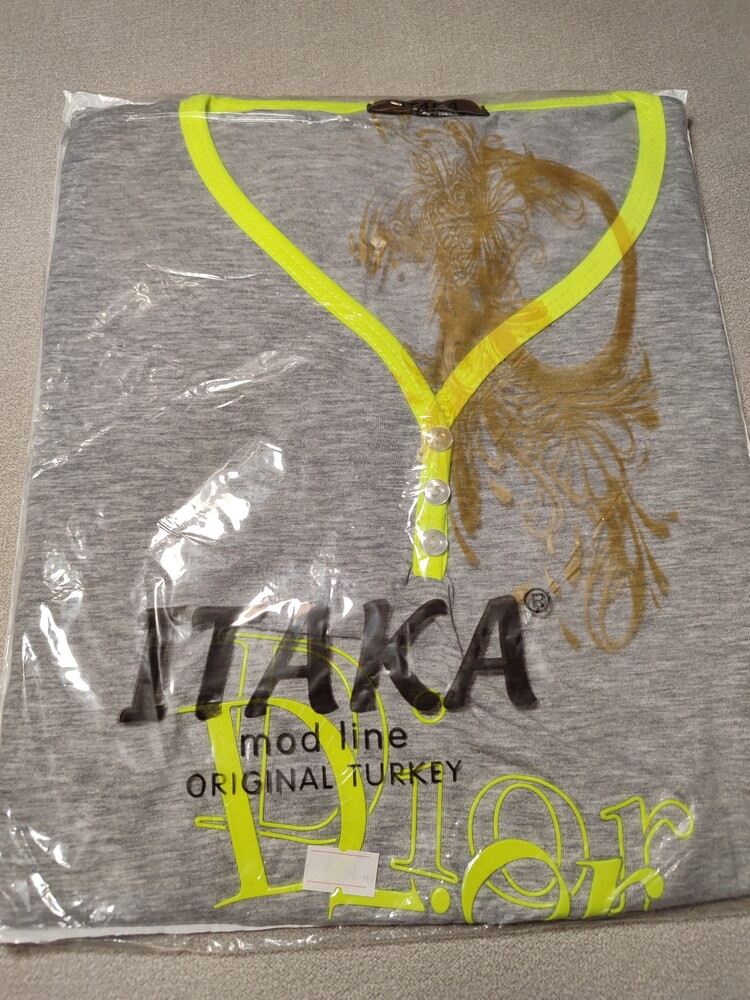 ITAKA®
mod line
ORIGINAL TURKEY
Dior